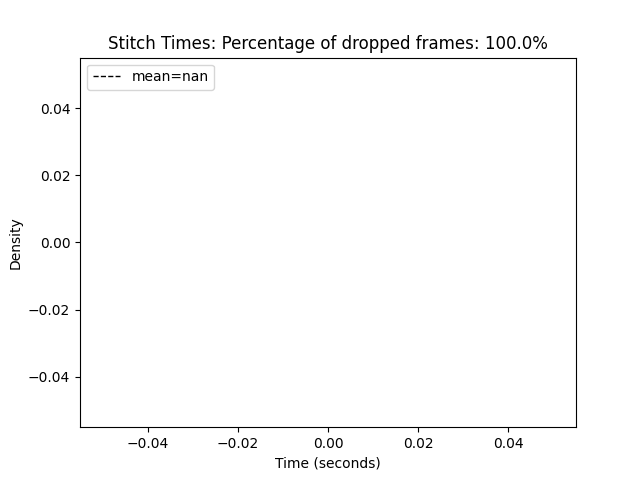 Stitch Times: Percentage of dropped frames: 100.0%
mean=nan
0.04
0.02
0.00
−0.02
−0.04
Density
−0.04
−0.02
0.00
0.02
0.04
Time (seconds)